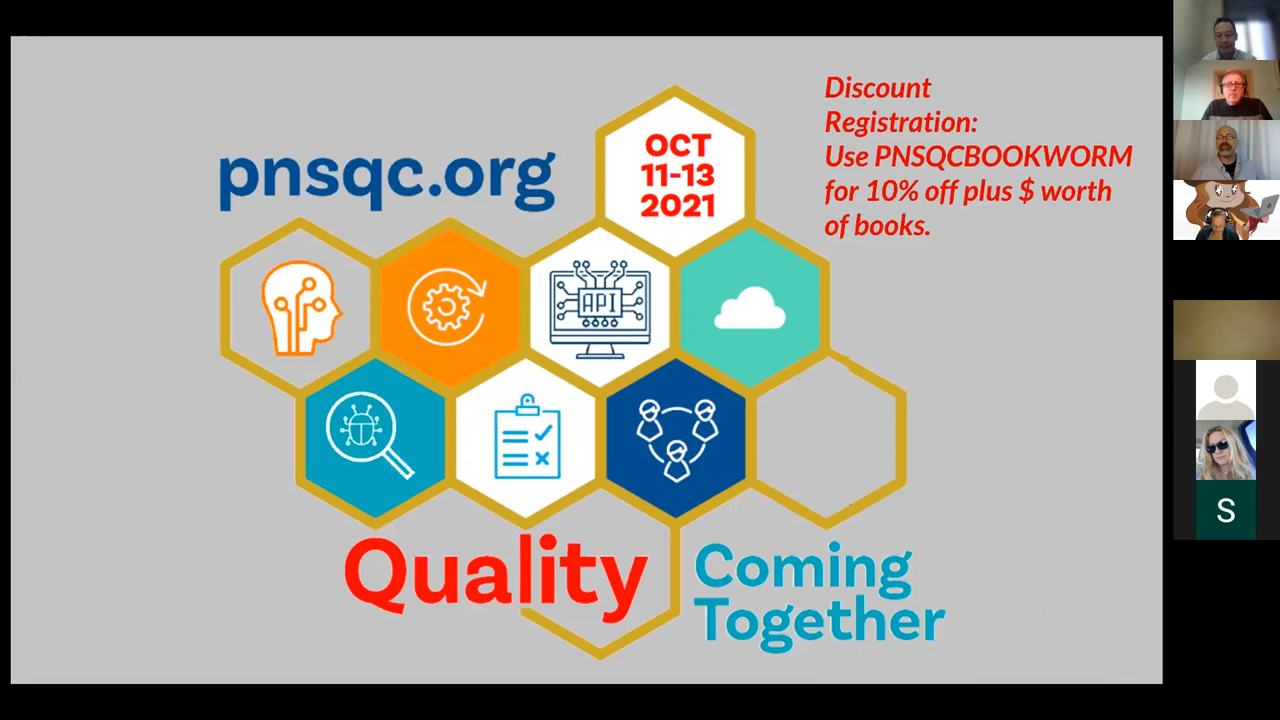 pnsqc.org
OCT
11-13
2021
Discount
Registration:
Use PNSQCBOOKWORM
for 10% off plus $ worth
of books.
API
Quality
Coming
Together
S